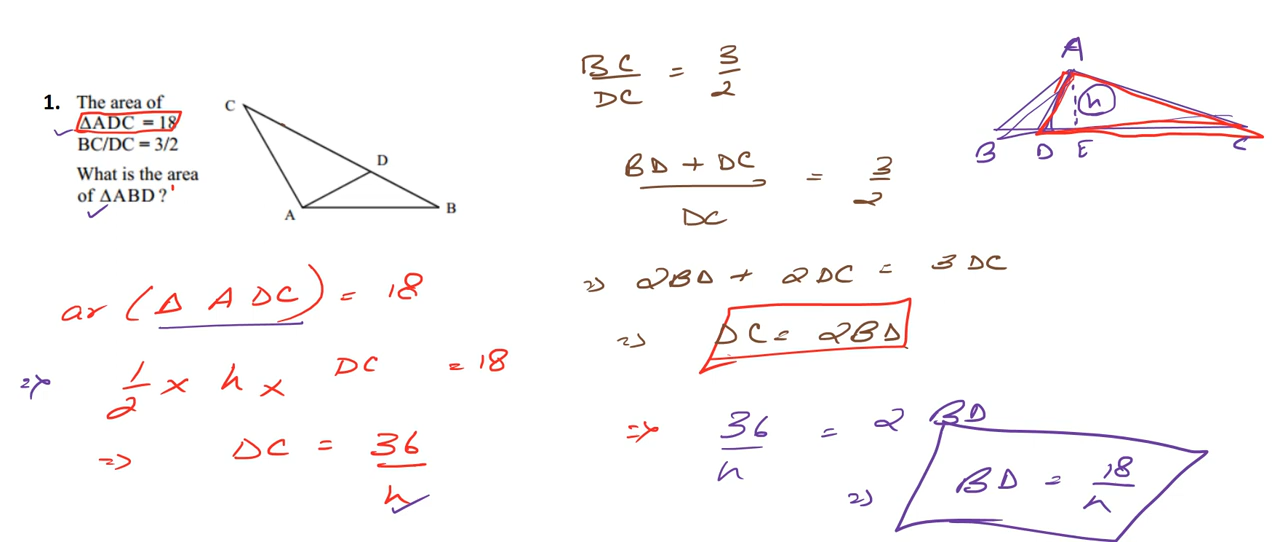 1. The area of
ΔADC = 18
BC/DC = 3/2
What is the area
of ΔABD?
C
D
A
B
ar (Δ ADC) = 18
=> 1/2 × h × DC = 18
=> DC = 36/h
BC/DC = 3/2
BD + DC/DC = 3/2
=> 2BD + 2DC = 3DC
=> DC = 2BD
=> 36/h = 2 BD
=> BD = 18/h
A
h
B D E C